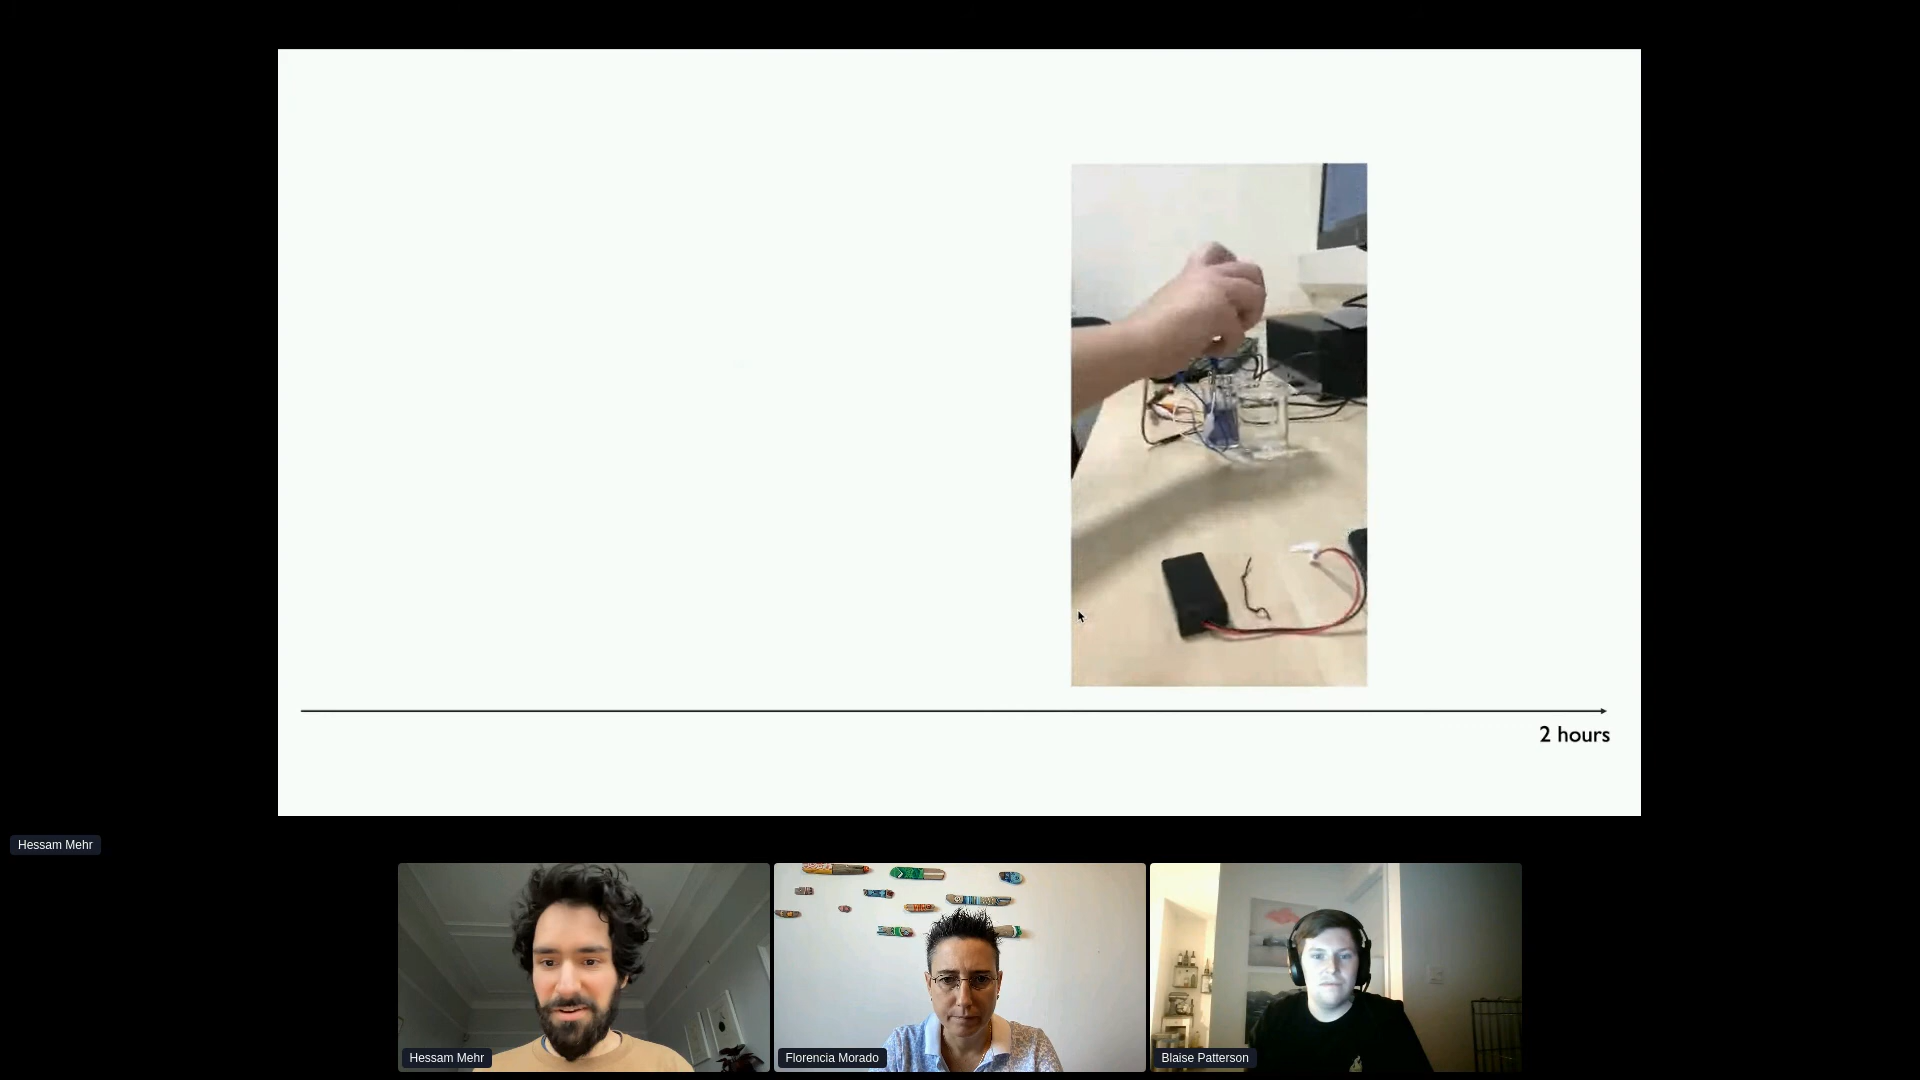 2 hours
Hessam Mehr
Hessam Mehr
Florencia Morado
Blaise Patterson